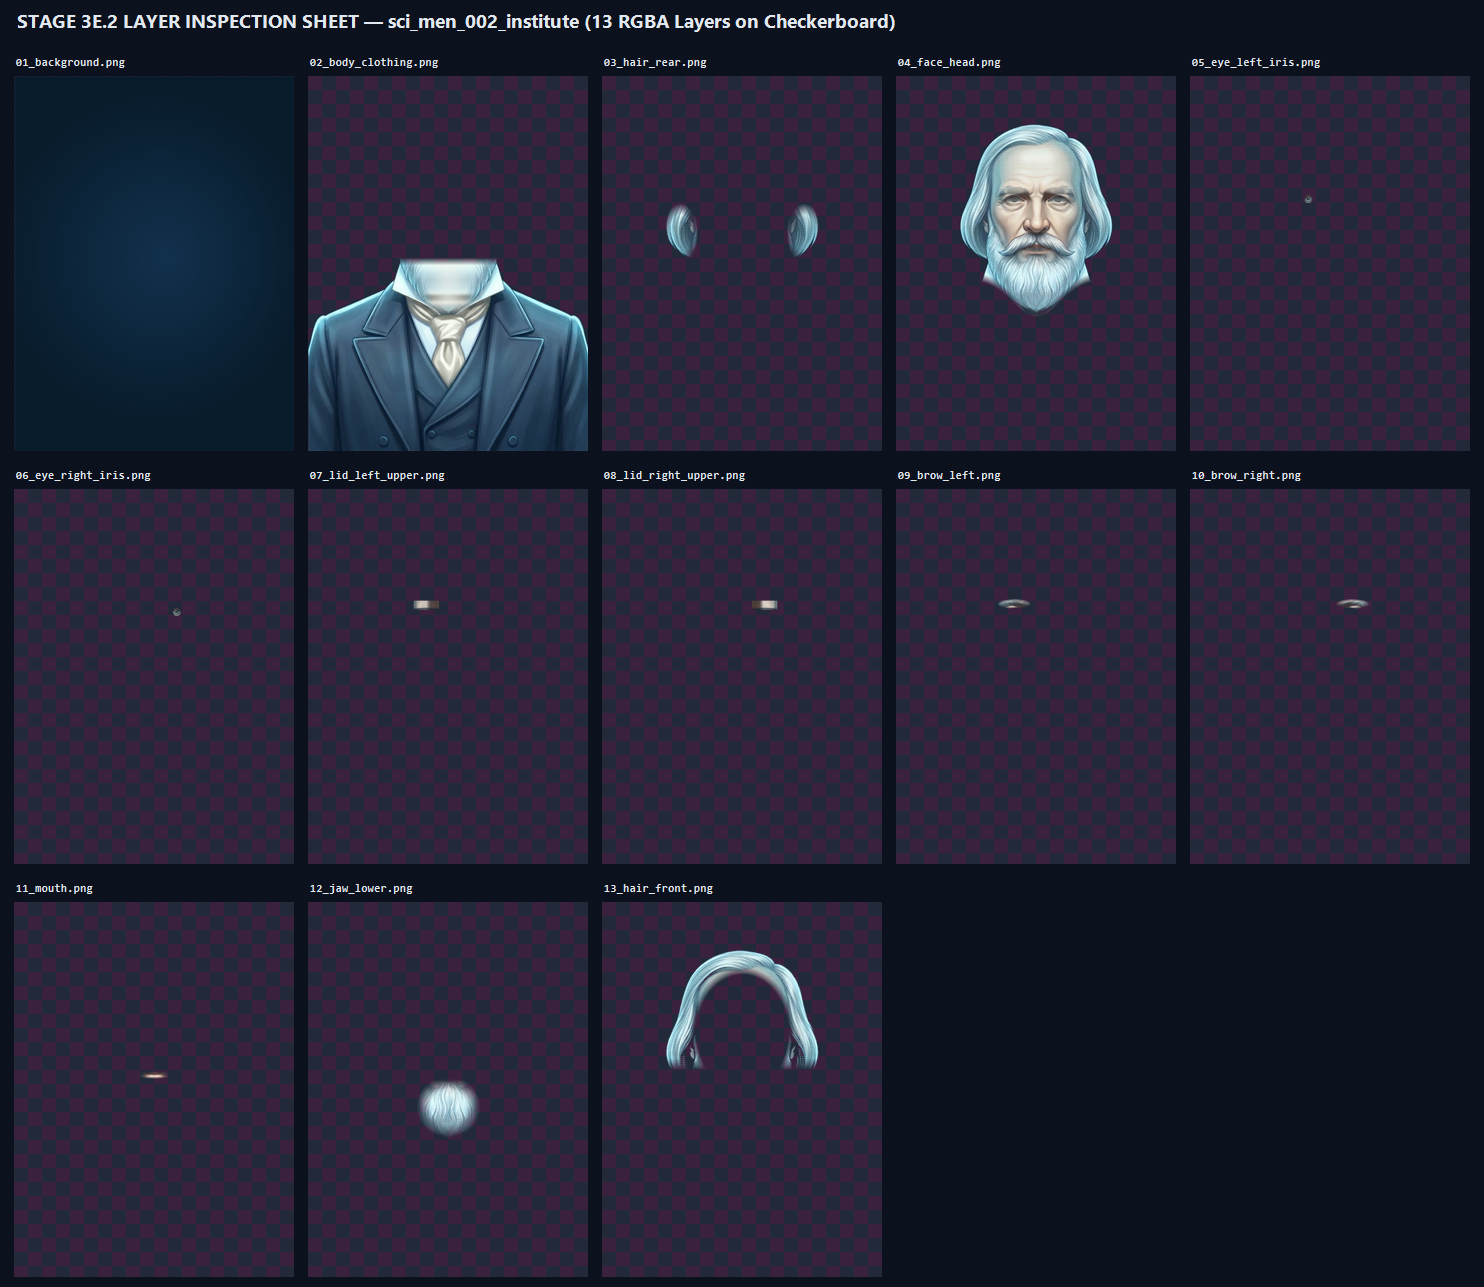 STAGE 3E.2 LAYER INSPECTION SHEET — sci_men_002_institute (13 RGBA Layers on Checkerboard)
01_background.png
02_body_clothing.png
03_hair_rear.png
04_face_head.png
05_eye_left_iris.png
06_eye_right_iris.png
07_lid_left_upper.png
08_lid_right_upper.png
09_brow_left.png
10_brow_right.png
11_mouth.png
12_jaw_lower.png
13_hair_front.png